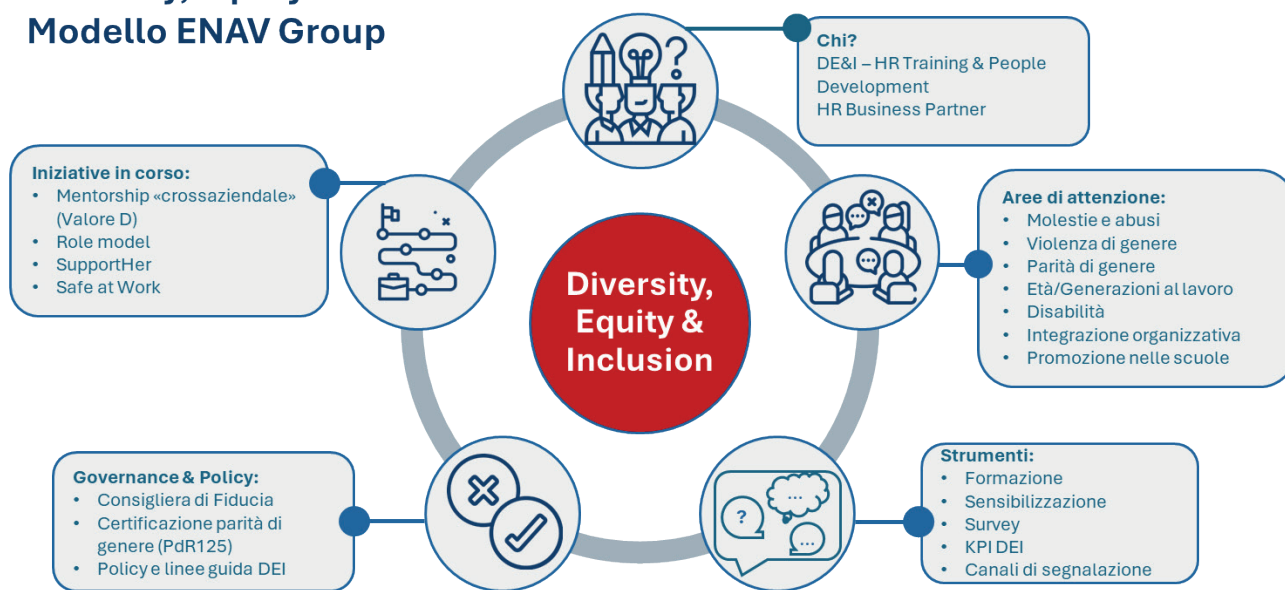 Modello ENAV Group
Chi?
DE&I – HR Training & People
Development
HR Business Partner
Iniziative in corso:
• Mentorship «crossaziendale»
(Valore D)
• Role model
• SupportHer
• Safe at Work
Aree di attenzione:
• Molestie e abusi
• Violenza di genere
• Parità di genere
• Età/Generazioni al lavoro
• Disabilità
• Integrazione organizzativa
• Promozione nelle scuole
Diversity,
Equity &
Inclusion
Governance & Policy:
• Consigliera di Fiducia
• Certificazione parità di
genere (PdR125)
• Policy e linee guida DEI
Strumenti:
• Formazione
• Sensibilizzazione
• Survey
• KPI DEI
• Canali di segnalazione